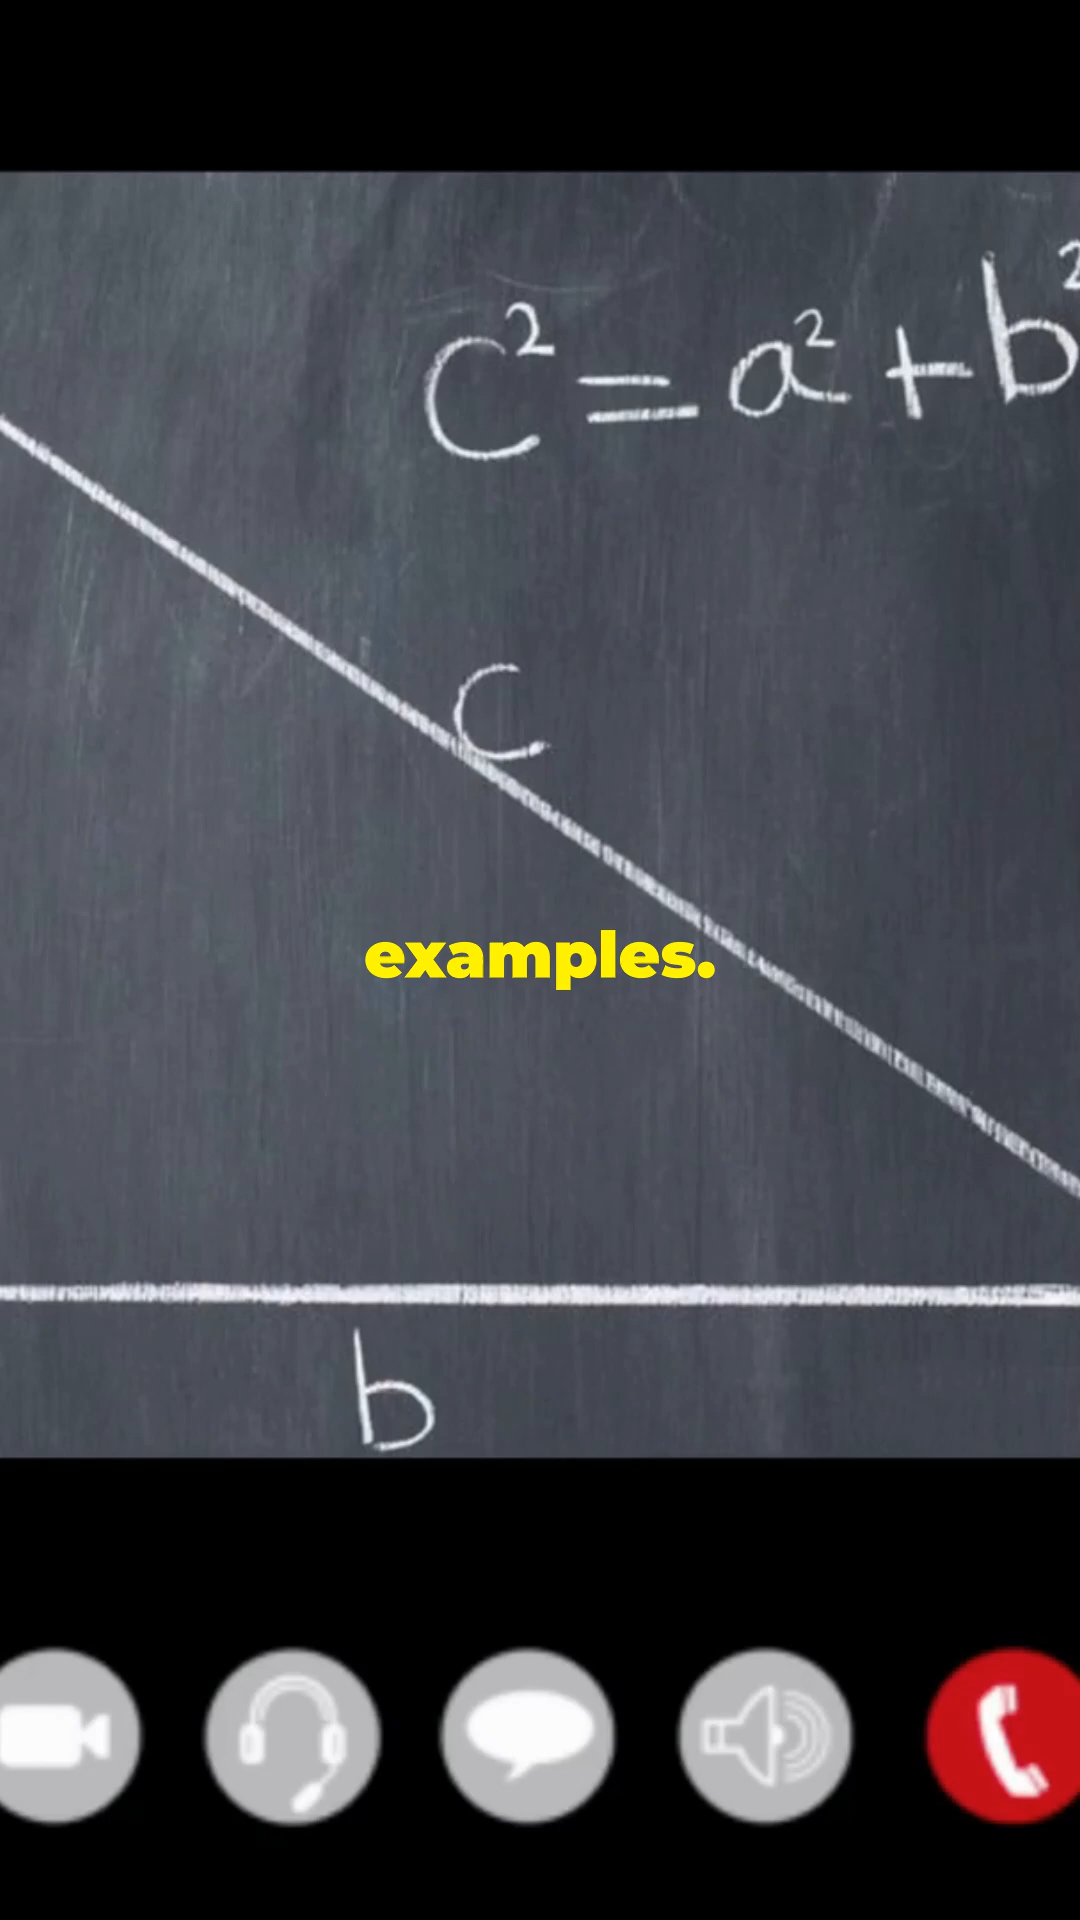 c² = a² + b²
c
examples.
b